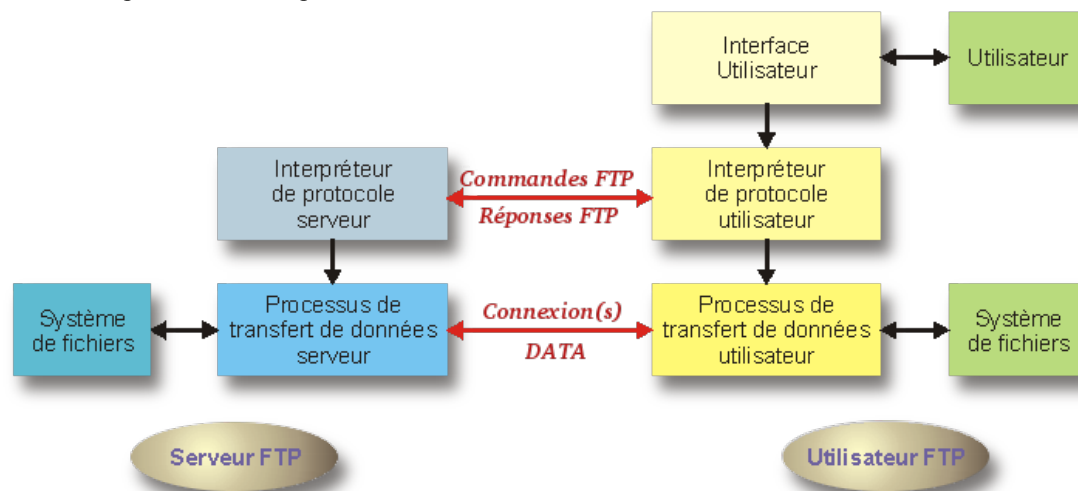 Interface
Utilisateur
Utilisateur
Interpréteur
de protocole
serveur
Commandes FTP
Réponses FTP
Interpréteur
de protocole
utilisateur
Système
de fichiers
Processus de
transfert de données
serveur
Connexion(s)
DATA
Processus de
transfert de données
utilisateur
Système
de fichiers
Serveur FTP
Utilisateur FTP